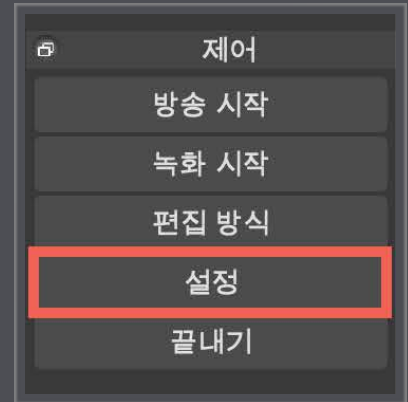 제어
방송 시작
녹화 시작
편집 방식
설정
끝내기